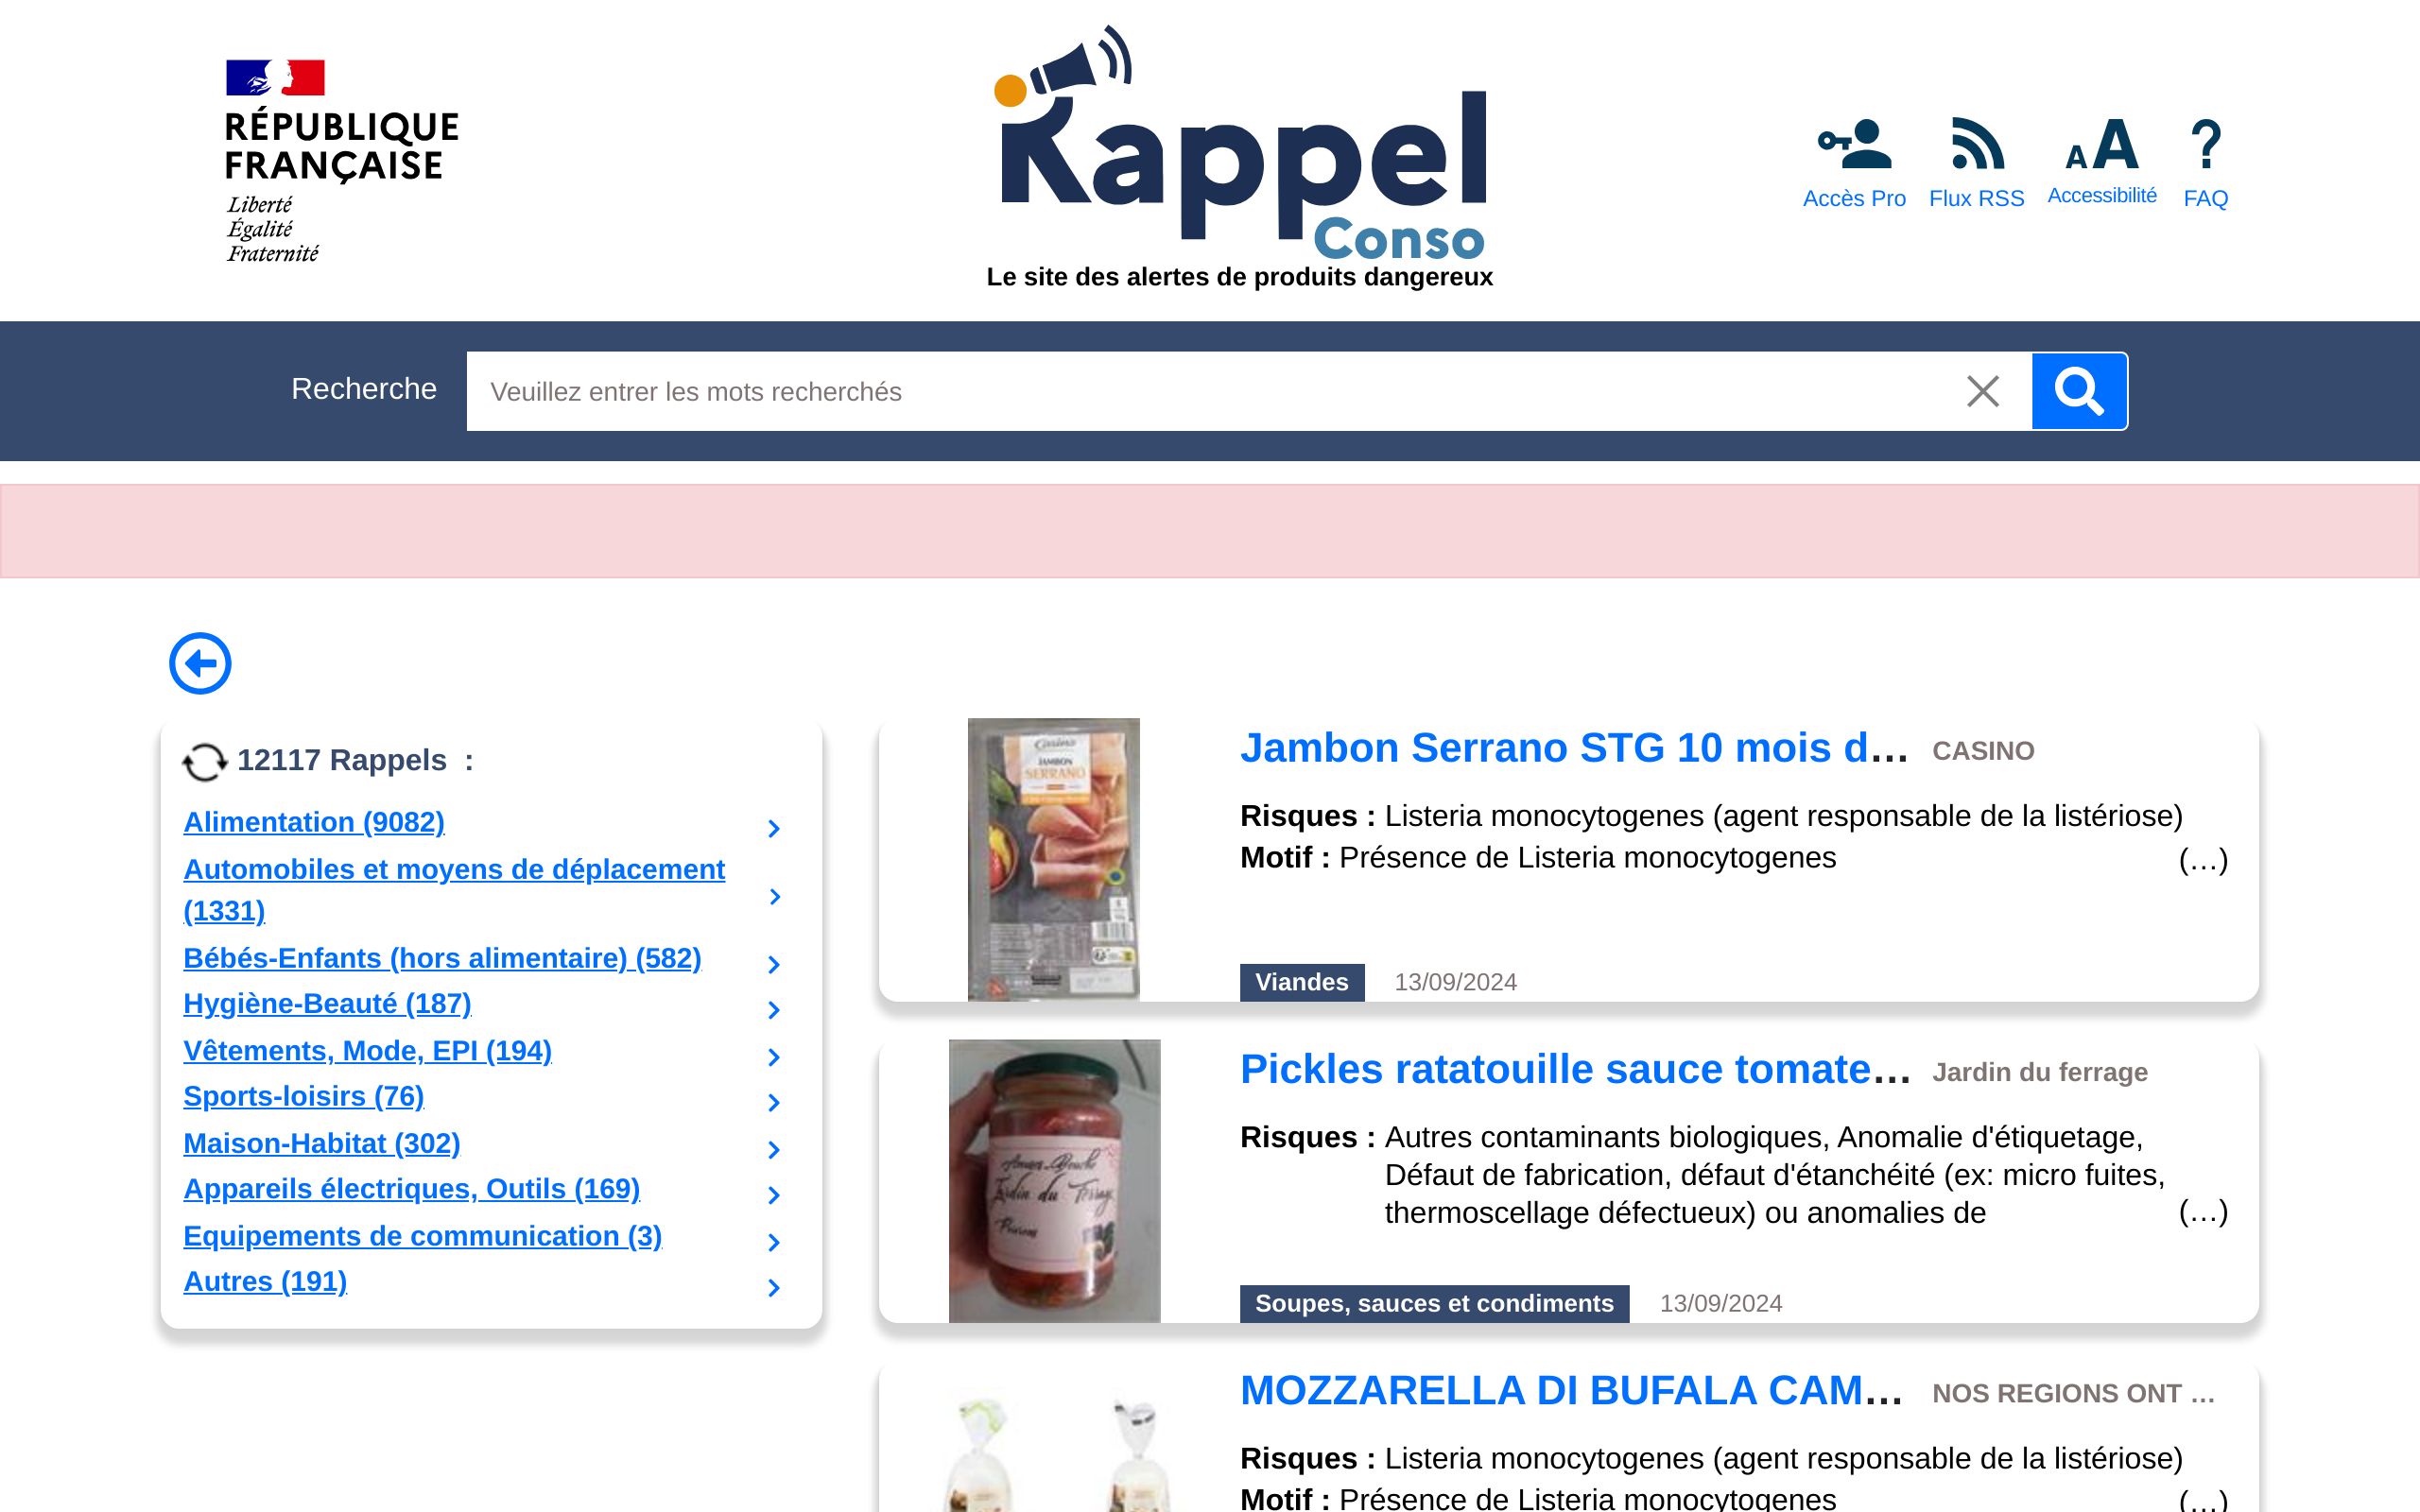 RÉPUBLIQUE
FRANÇAISE
Liberté
Égalité
Fraternité
Rappel
Conso
Le site des alertes de produits dangereux
Accès Pro
Flux RSS
Accessibilité
FAQ
Recherche
Veuillez entrer les mots recherchés
12117 Rappels :
Alimentation (9082)
Automobiles et moyens de déplacement
(1331)
Bébés-Enfants (hors alimentaire) (582)
Hygiène-Beauté (187)
Vêtements, Mode, EPI (194)
Sports-loisirs (76)
Maison-Habitat (302)
Appareils électriques, Outils (169)
Equipements de communication (3)
Autres (191)
Casino
JAMBON
SERRANO
Jambon Serrano STG 10 mois d... CASINO
Risques : Listeria monocytogenes (agent responsable de la listériose)
Motif : Présence de Listeria monocytogenes (…)
Viandes 13/09/2024
Pickles ratatouille sauce tomate... Jardin du ferrage
Risques : Autres contaminants biologiques, Anomalie d'étiquetage,
Défaut de fabrication, défaut d'étanchéité (ex: micro fuites,
thermoscellage défectueux) ou anomalies de (…)
Soupes, sauces et condiments 13/09/2024
MOZZARELLA DI BUFALA CAM... NOS REGIONS ONT ...
Risques : Listeria monocytogenes (agent responsable de la listériose)
Motif : Présence de Listeria monocytogenes (…)